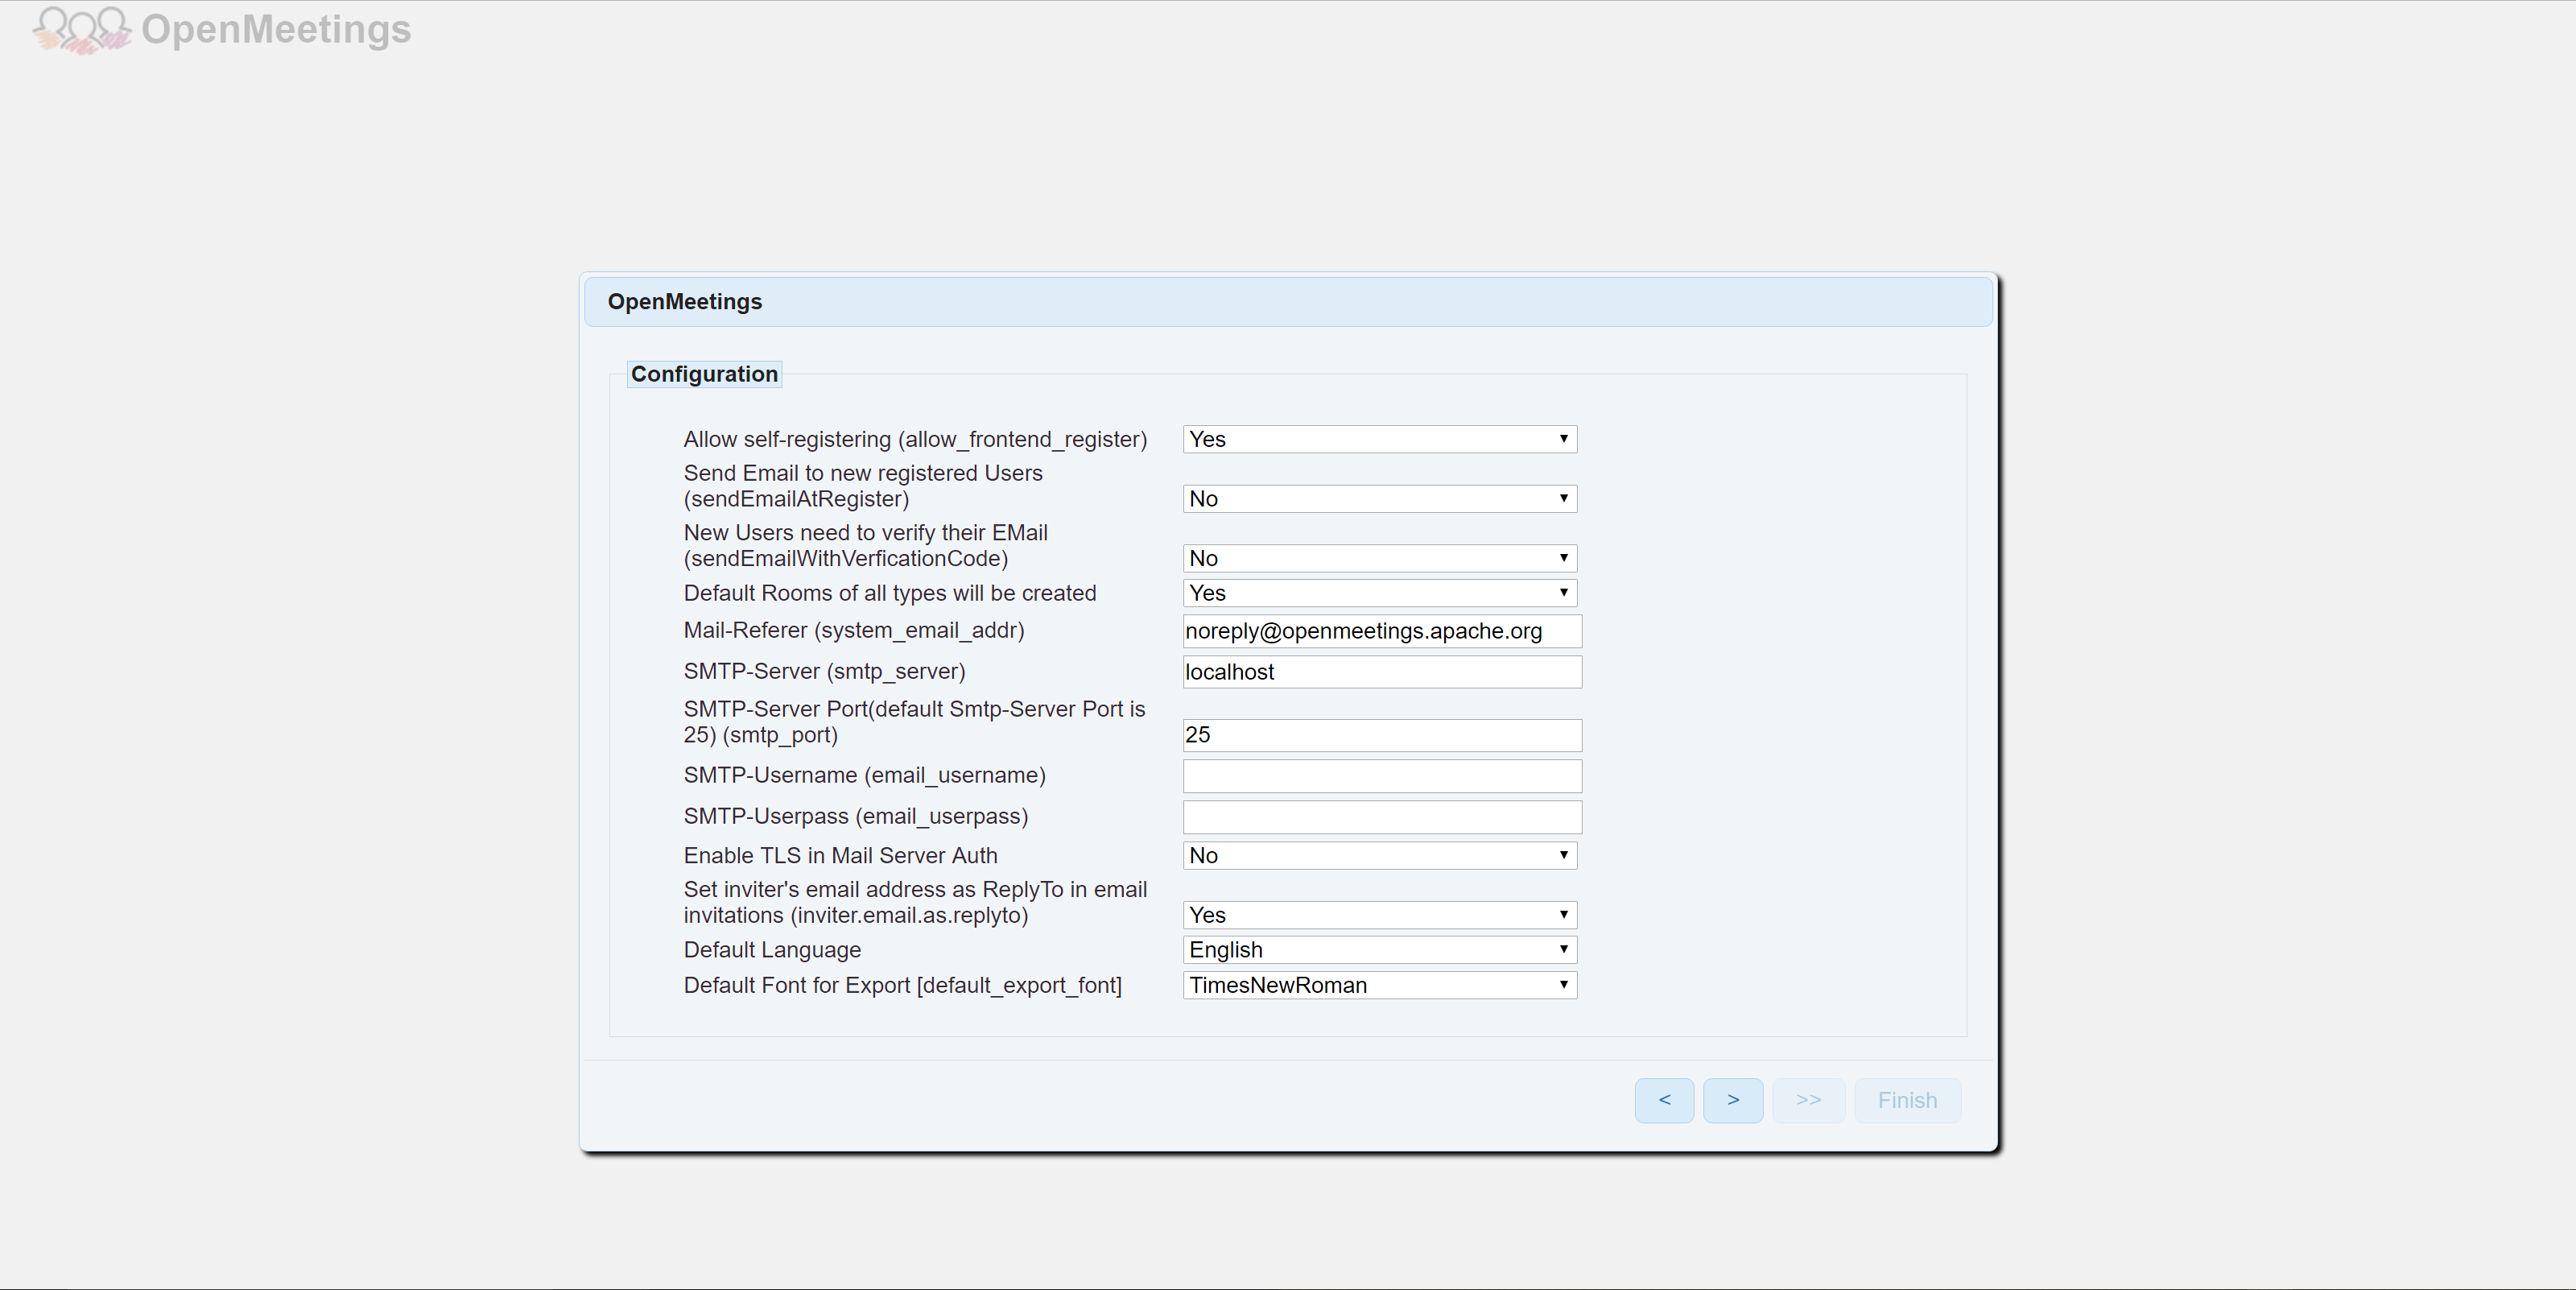 OpenMeetings
OpenMeetings
Configuration
Allow self-registering (allow_frontend_register) Yes
Send Email to new registered Users
(sendEmailAtRegister) No
New Users need to verify their EMail
(sendEmailWithVerficationCode) No
Default Rooms of all types will be created Yes
Mail-Referer (system_email_addr) noreply@openmeetings.apache.org
SMTP-Server (smtp_server) localhost
SMTP-Server Port(default Smtp-Server Port is
25) (smtp_port) 25
SMTP-Username (email_username)
SMTP-Userpass (email_userpass)
Enable TLS in Mail Server Auth No
Set inviter's email address as ReplyTo in email
invitations (inviter.email.as.replyto) Yes
Default Language English
Default Font for Export [default_export_font] TimesNewRoman
< > >> Finish